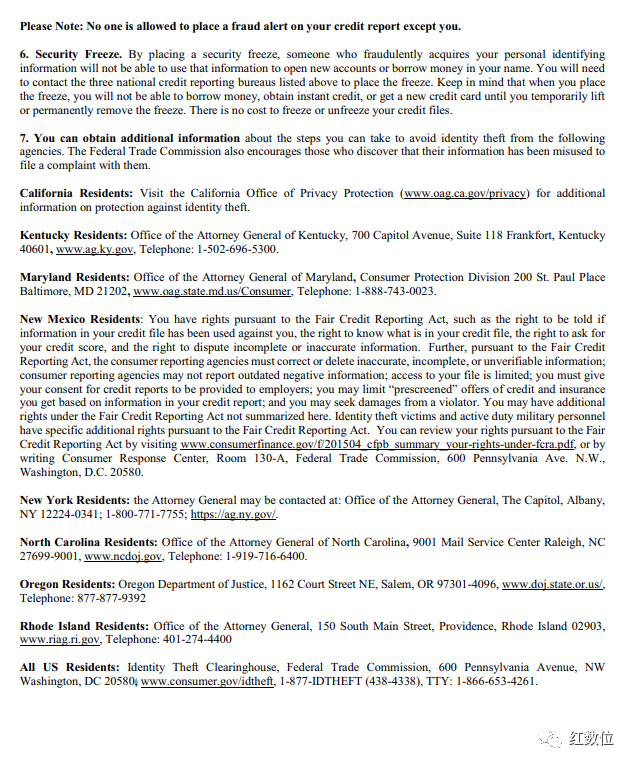 Please Note: No one is allowed to place a fraud alert on your credit report except you.
6. Security Freeze. By placing a security freeze, someone who fraudulently acquires your personal identifying
information will not be able to use that information to open new accounts or borrow money in your name. You will need
to contact the three national credit reporting bureaus listed above to place the freeze. Keep in mind that when you place
the freeze, you will not be able to borrow money, obtain instant credit, or get a new credit card until you temporarily lift
or permanently remove the freeze. There is no cost to freeze or unfreeze your credit files.
7. You can obtain additional information about the steps you can take to avoid identity theft from the following
agencies. The Federal Trade Commission also encourages those who discover that their information has been misused to
file a complaint with them.
California Residents: Visit the California Office of Privacy Protection (www.oag.ca.gov/privacy) for additional
information on protection against identity theft.
Kentucky Residents: Office of the Attorney General of Kentucky, 700 Capitol Avenue, Suite 118 Frankfort, Kentucky
40601, www.ag.ky.gov, Telephone: 1-502-696-5300.
Maryland Residents: Office of the Attorney General of Maryland, Consumer Protection Division 200 St. Paul Place
Baltimore, MD 21202, www.oag.state.md.us/Consumer, Telephone: 1-888-743-0023.
New Mexico Residents: You have rights pursuant to the Fair Credit Reporting Act, such as the right to be told if
information in your credit file has been used against you, the right to know what is in your credit file, the right to ask for
your credit score, and the right to dispute incomplete or inaccurate information. Further, pursuant to the Fair Credit
Reporting Act, the consumer reporting agencies must correct or delete inaccurate, incomplete, or unverifiable information;
consumer reporting agencies may not report outdated negative information; access to your file is limited; you must give
your consent for credit reports to be provided to employers; you may limit “prescreened” offers of credit and insurance
you get based on information in your credit report; and you may seek damages from a violator. You may have additional
rights under the Fair Credit Reporting Act not summarized here. Identity theft victims and active duty military personnel
have specific additional rights pursuant to the Fair Credit Reporting Act. You can review your rights pursuant to the Fair
Credit Reporting Act by visiting www.consumerfinance.gov/f/201504_cfpb_summary_your-rights-under-fcra.pdf, or by
writing Consumer Response Center, Room 130-A, Federal Trade Commission, 600 Pennsylvania Ave. N.W.,
Washington, D.C. 20580.
New York Residents: the Attorney General may be contacted at: Office of the Attorney General, The Capitol, Albany,
NY 12224-0341; 1-800-771-7755; https://ag.ny.gov/.
North Carolina Residents: Office of the Attorney General of North Carolina, 9001 Mail Service Center Raleigh, NC
27699-9001, www.ncdoj.gov, Telephone: 1-919-716-6400.
Oregon Residents: Oregon Department of Justice, 1162 Court Street NE, Salem, OR 97301-4096, www.doj.state.or.us/,
Telephone: 877-877-9392
Rhode Island Residents: Office of the Attorney General, 150 South Main Street, Providence, Rhode Island 02903,
www.riag.ri.gov, Telephone: 401-274-4400
All US Residents: Identity Theft Clearinghouse, Federal Trade Commission, 600 Pennsylvania Avenue, NW
Washington, DC 20580, www.consumer.gov/idtheft, 1-877-IDTHEFT (438-4338), TTY: 1-866-653-4261.
红数位